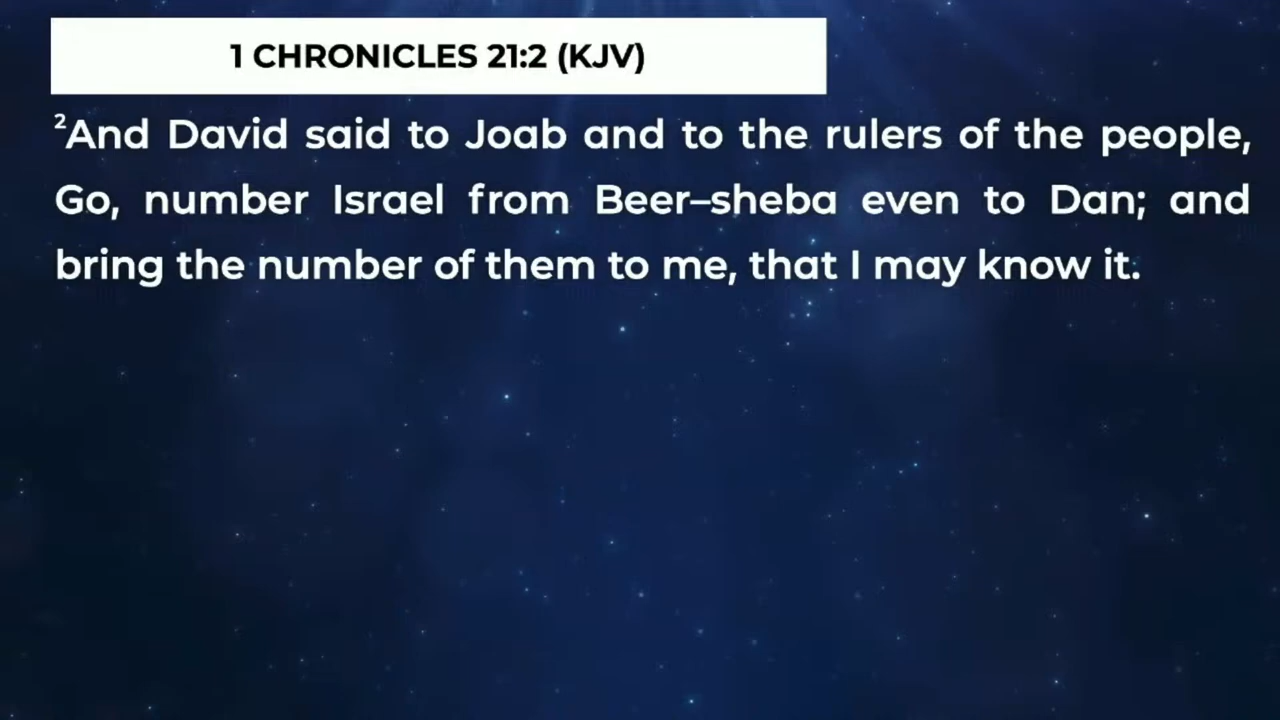 1 CHRONICLES 21:2 (KJV)
²And David said to Joab and to the rulers of the people,
Go, number Israel from Beer–sheba even to Dan; and
bring the number of them to me, that I may know it.